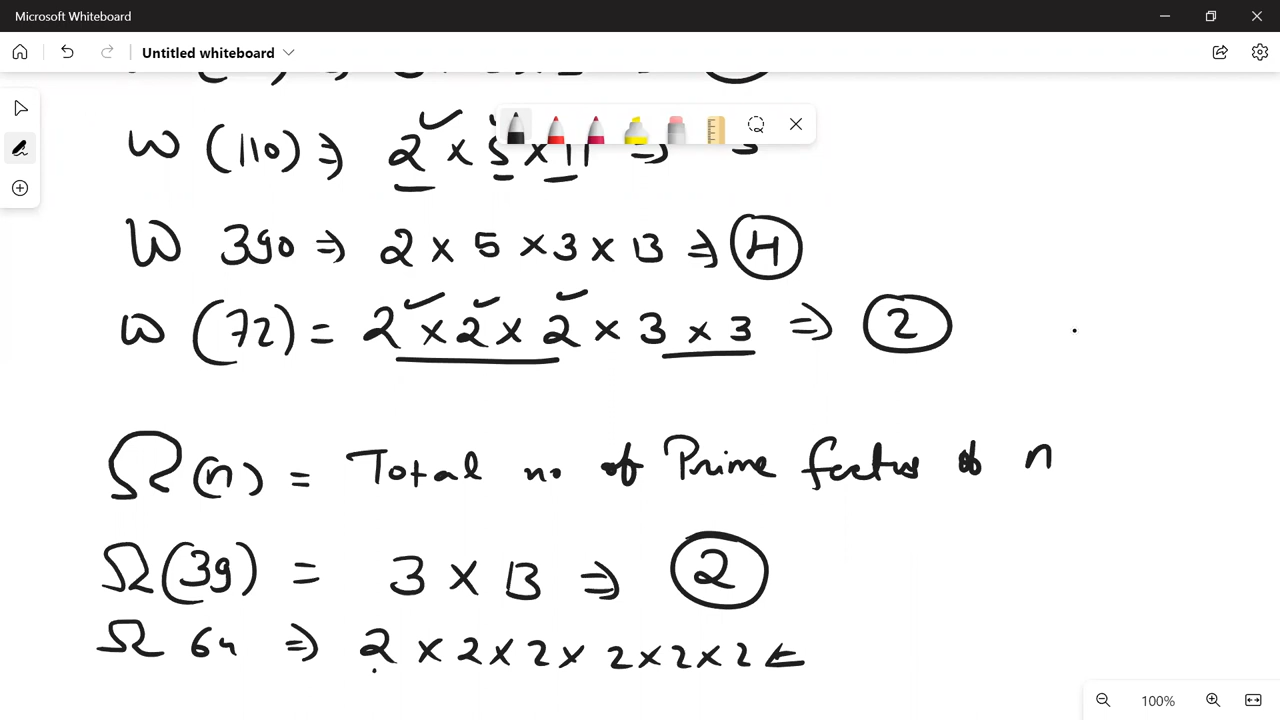 Microsoft Whiteboard
Untitled whiteboard
W (110) ⇒ 2 × 5 × 11 ⇒ 3
W 390 ⇒ 2 × 5 × 3 × 13 ⇒ 4
ω (72) = 2 × 2 × 2 × 3 × 3 ⇒ 2
Ω(n) = Total no of Prime factus of n
Ω(39) = 3 × 13 ⇒ 2
Ω 64 ⇒ 2 × 2 × 2 × 2 × 2 × 2 ⇐
100%